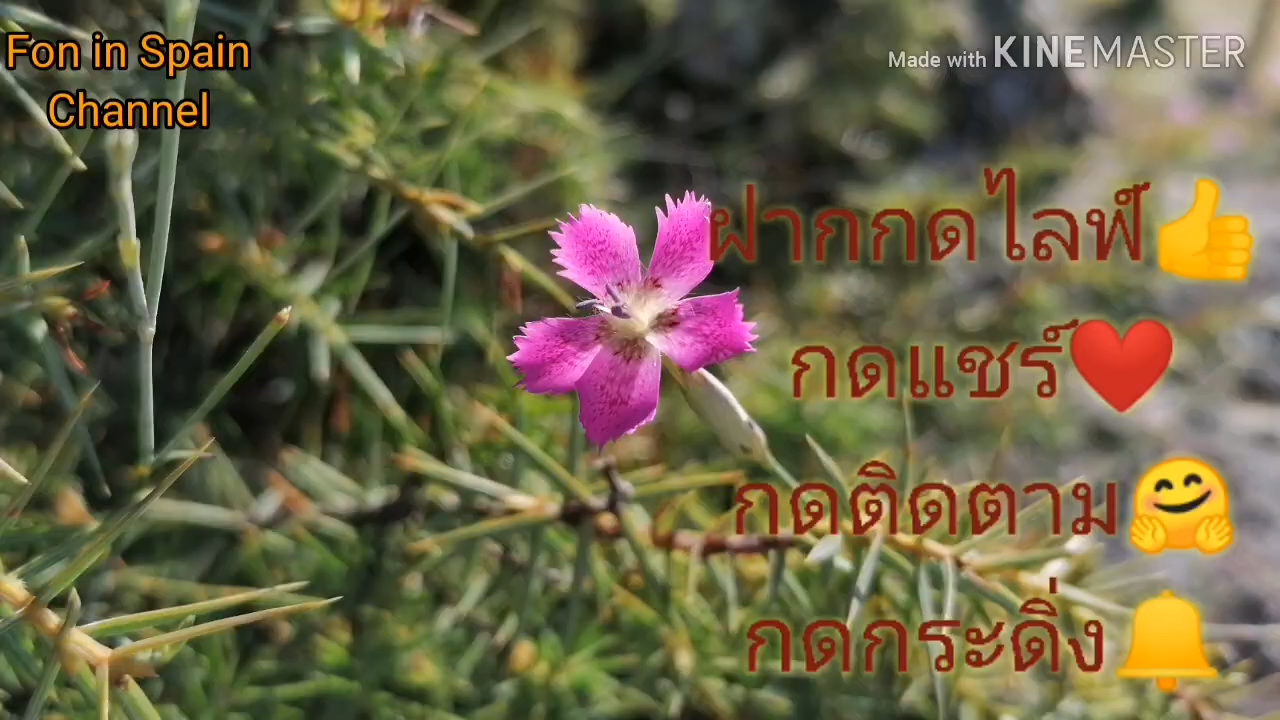 Fon in Spain
Channel
Made with KINEMASTER
ฝากกดไลฟ์👍
กดแชร์❤️
กดติดตาม🤗
กดกระดิ่ง🔔